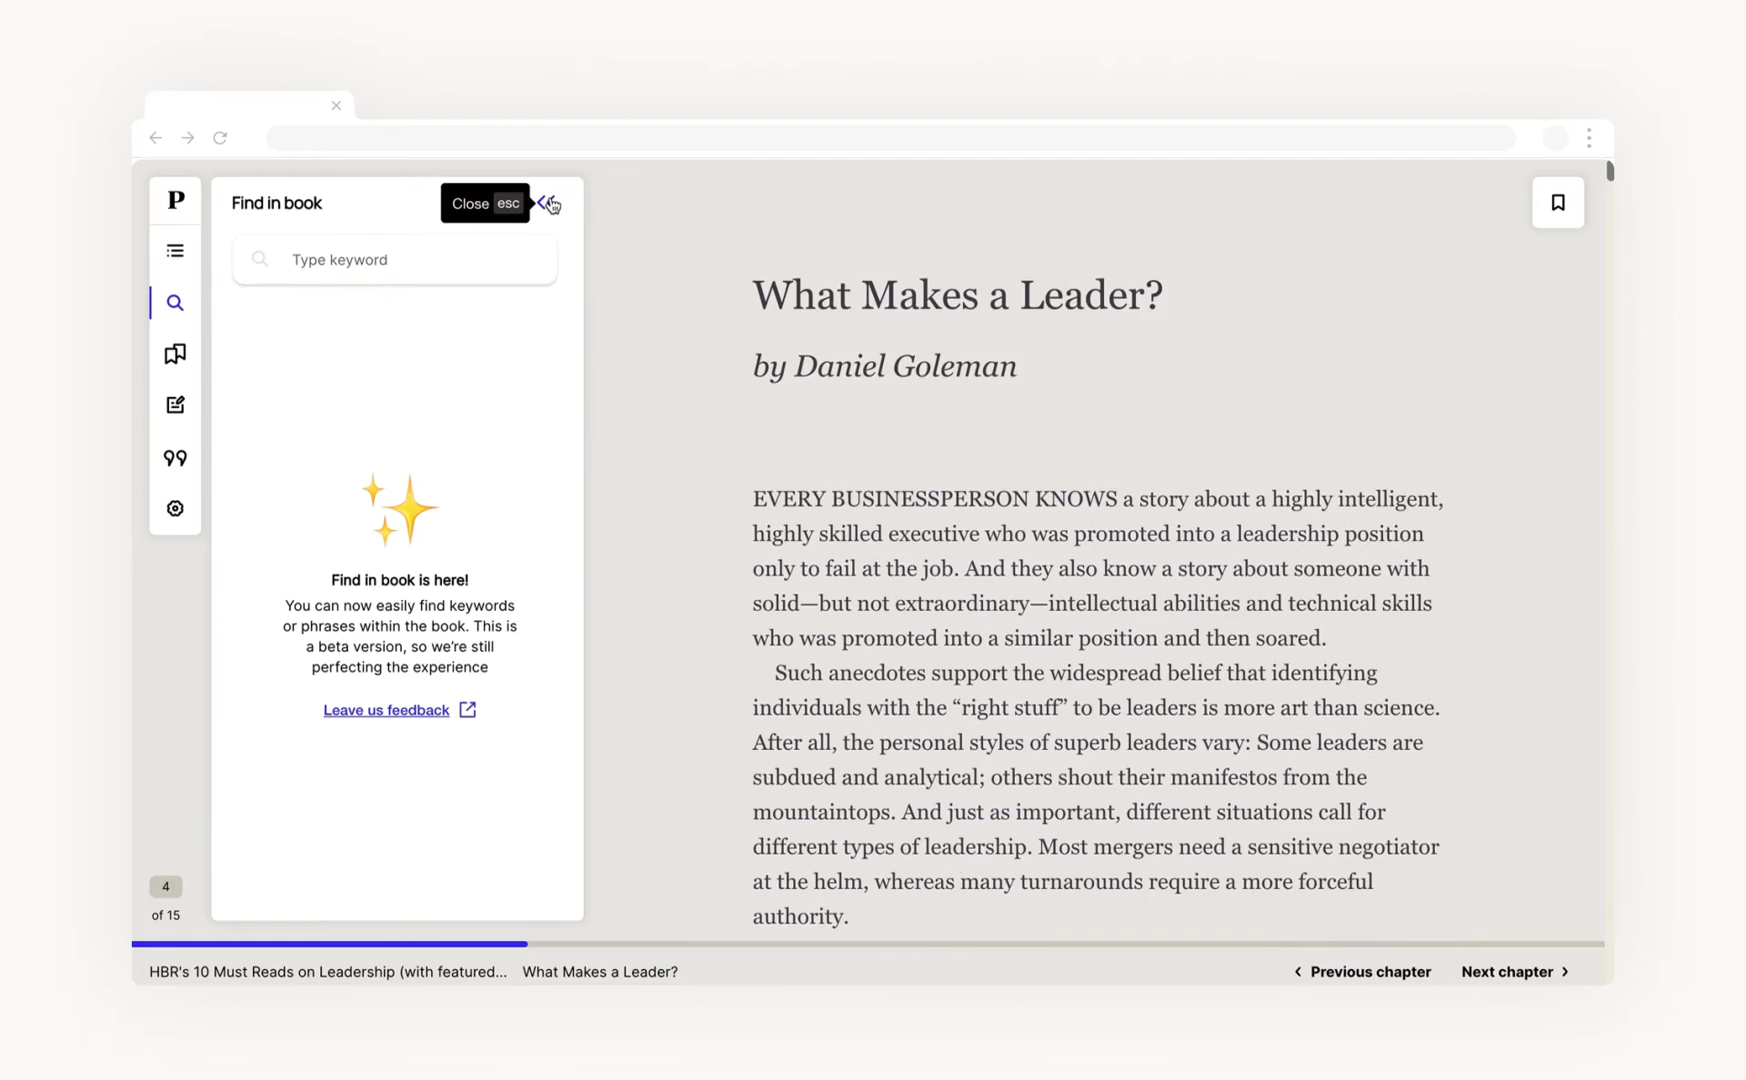 P
Find in book
Close esc
Type keyword
Find in book is here!
You can now easily find keywords
or phrases within the book. This is
a beta version, so we're still
perfecting the experience
Leave us feedback
4
of 15
What Makes a Leader?
by Daniel Goleman
EVERY BUSINESSPERSON KNOWS a story about a highly intelligent,
highly skilled executive who was promoted into a leadership position
only to fail at the job. And they also know a story about someone with
solid—but not extraordinary—intellectual abilities and technical skills
who was promoted into a similar position and then soared.
Such anecdotes support the widespread belief that identifying
individuals with the “right stuff” to be leaders is more art than science.
After all, the personal styles of superb leaders vary: Some leaders are
subdued and analytical; others shout their manifestos from the
mountaintops. And just as important, different situations call for
different types of leadership. Most mergers need a sensitive negotiator
at the helm, whereas many turnarounds require a more forceful
authority.
HBR's 10 Must Reads on Leadership (with featured... What Makes a Leader?
Previous chapter
Next chapter